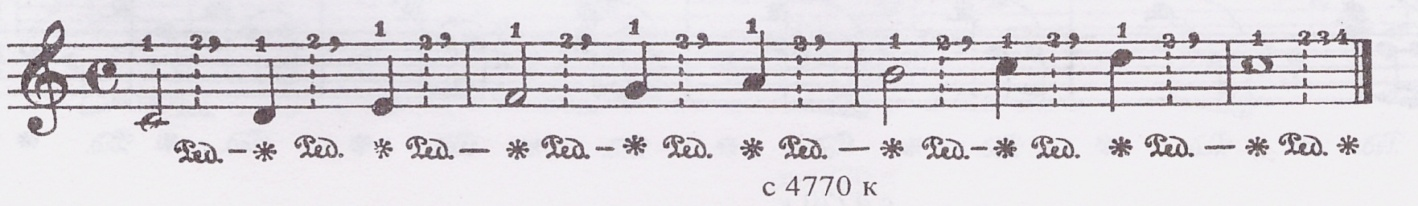 1 2, 1 2, 1 2, 1 2, 1 2, 1 2, 1 2, 1 2, 1 2, 1 2 3 4
Ped. – * Ped. * Ped. — * Ped. – * Ped. * Ped. — * Ped. – * Ped. * Ped. — * Ped. *
с 4770 к